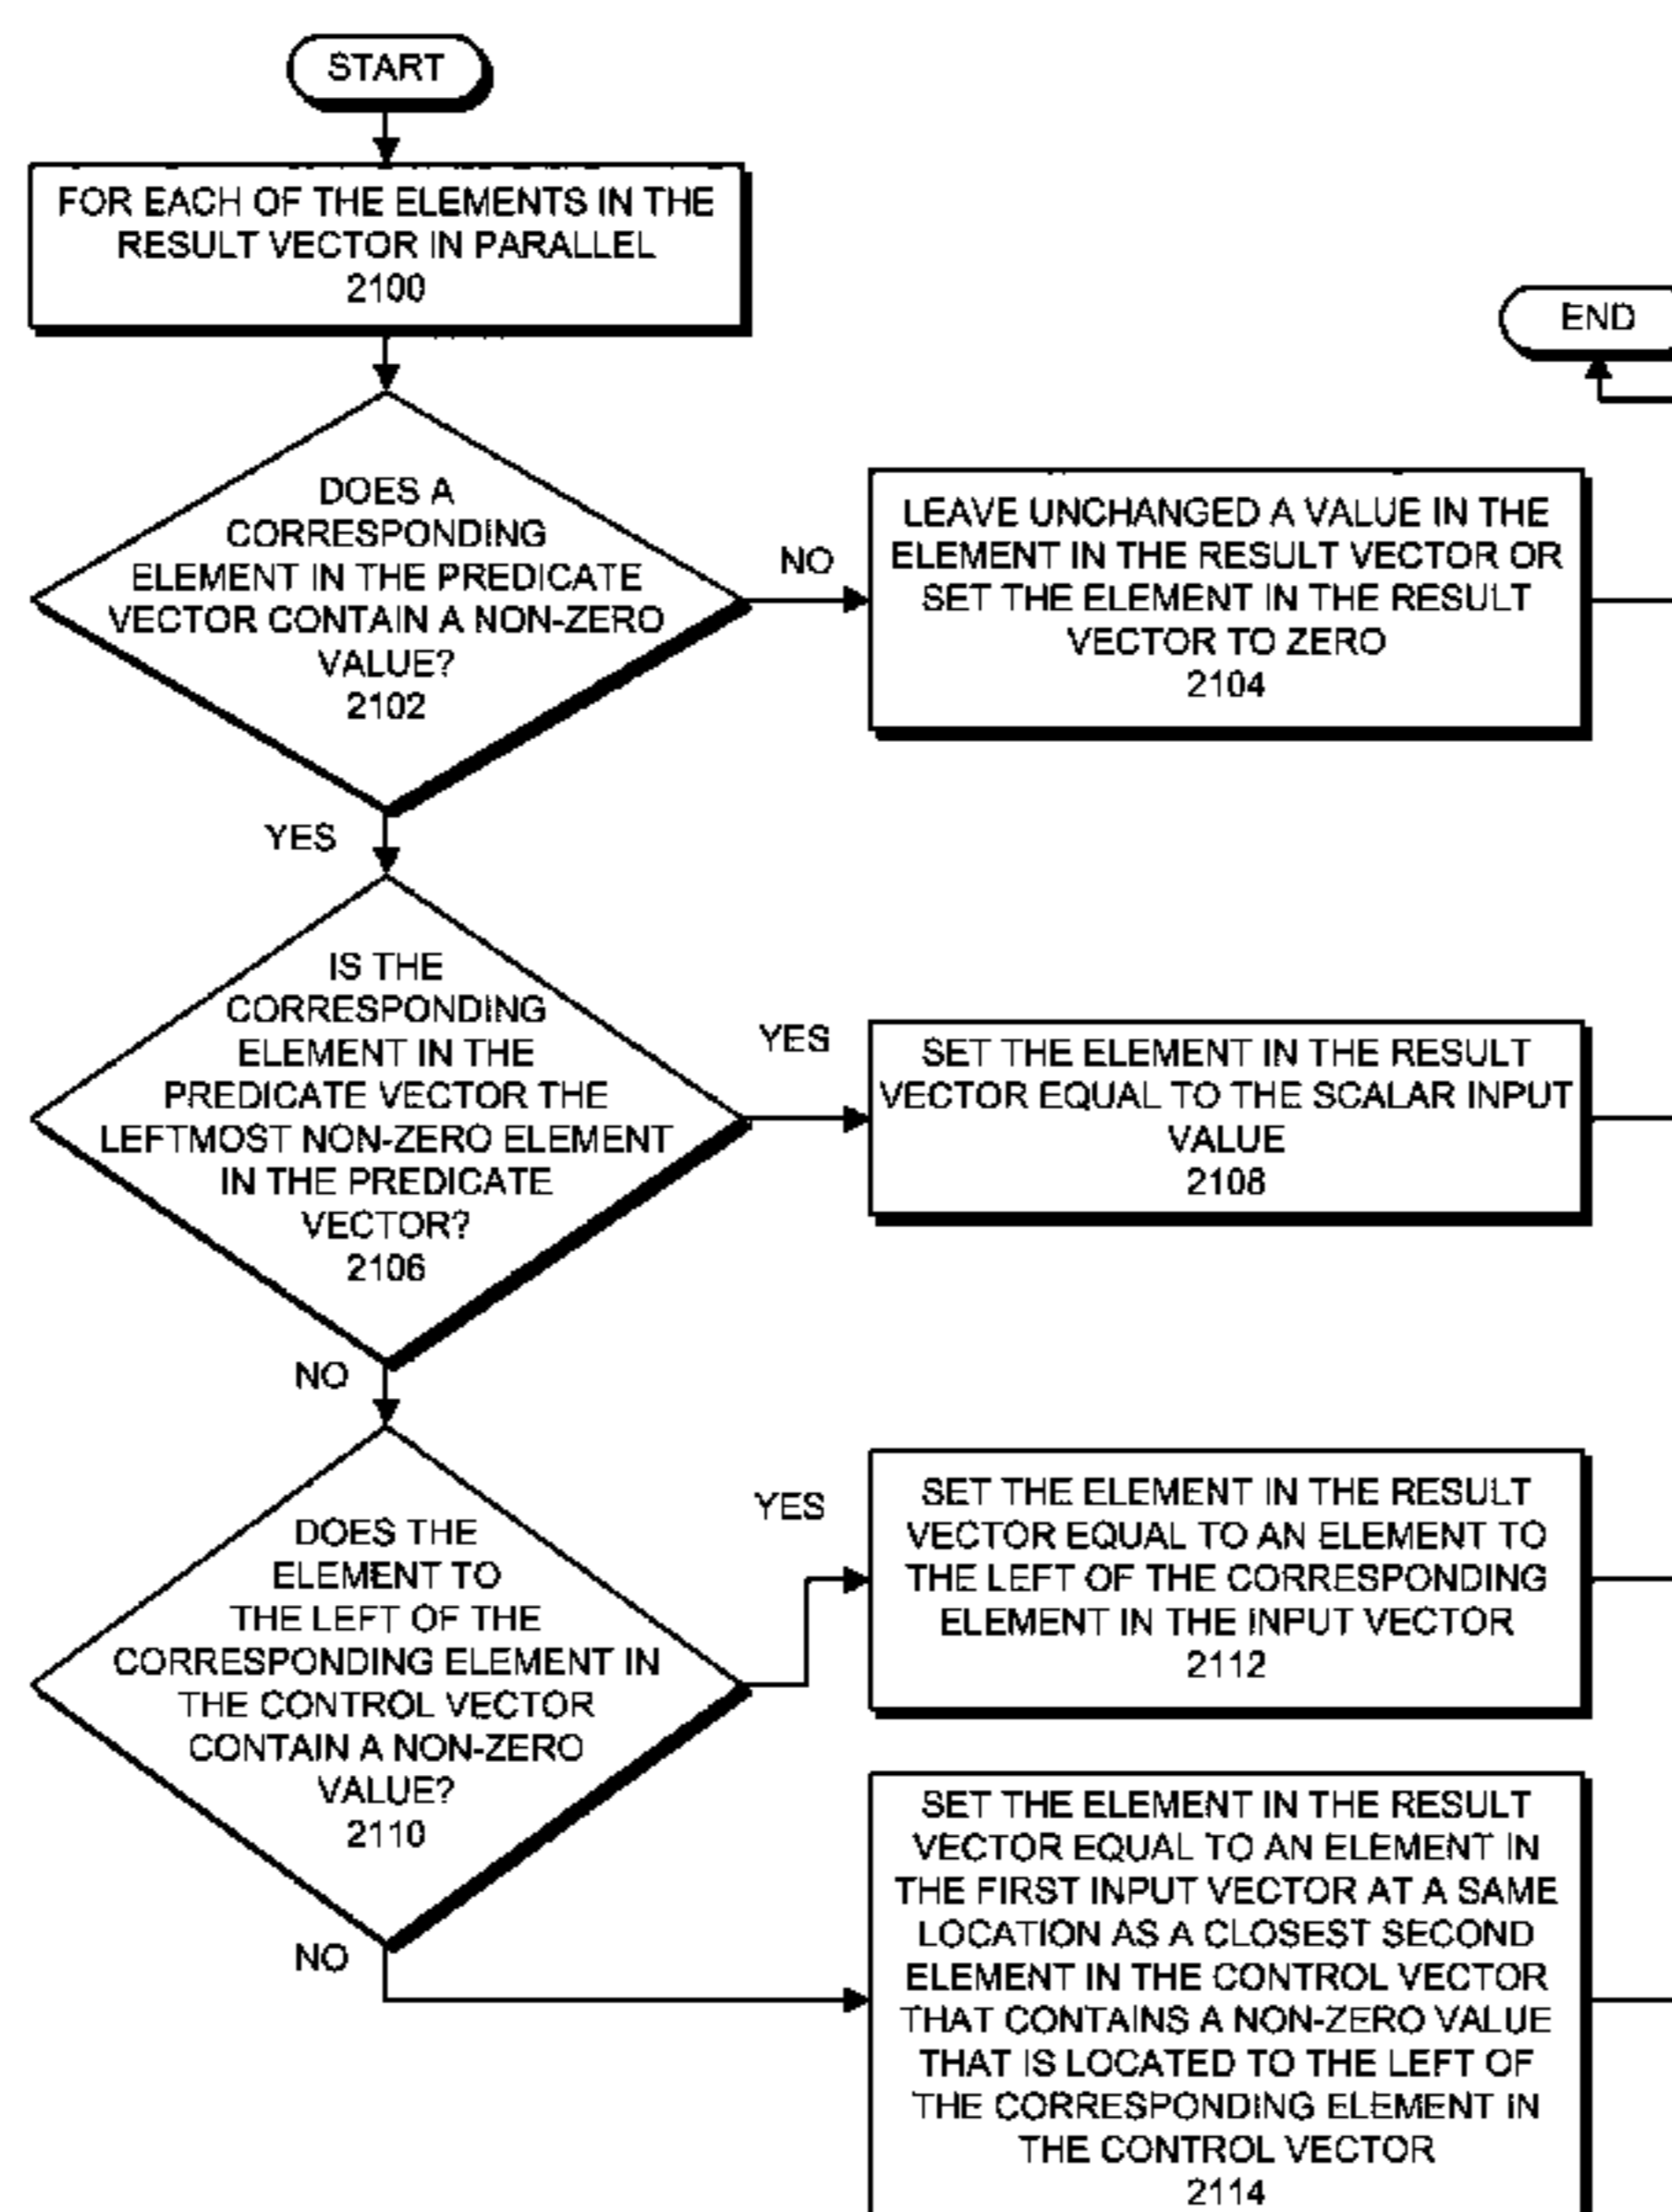 START
FOR EACH OF THE ELEMENTS IN THE
RESULT VECTOR IN PARALLEL
2100
END
DOES A
CORRESPONDING
ELEMENT IN THE PREDICATE
VECTOR CONTAIN A NON-ZERO
VALUE?
2102
NO
LEAVE UNCHANGED A VALUE IN THE
ELEMENT IN THE RESULT VECTOR OR
SET THE ELEMENT IN THE RESULT
VECTOR TO ZERO
2104
YES
IS THE
CORRESPONDING
ELEMENT IN THE
PREDICATE VECTOR THE
LEFTMOST NON-ZERO ELEMENT
IN THE PREDICATE
VECTOR?
2106
YES
SET THE ELEMENT IN THE RESULT
VECTOR EQUAL TO THE SCALAR INPUT
VALUE
2108
NO
DOES THE
ELEMENT TO
THE LEFT OF THE
CORRESPONDING ELEMENT IN
THE CONTROL VECTOR
CONTAIN A NON-ZERO
VALUE?
2110
YES
SET THE ELEMENT IN THE RESULT
VECTOR EQUAL TO AN ELEMENT TO
THE LEFT OF THE CORRESPONDING
ELEMENT IN THE INPUT VECTOR
2112
NO
SET THE ELEMENT IN THE RESULT
VECTOR EQUAL TO AN ELEMENT IN
THE FIRST INPUT VECTOR AT A SAME
LOCATION AS A CLOSEST SECOND
ELEMENT IN THE CONTROL VECTOR
THAT CONTAINS A NON-ZERO VALUE
THAT IS LOCATED TO THE LEFT OF
THE CORRESPONDING ELEMENT IN
THE CONTROL VECTOR
2114